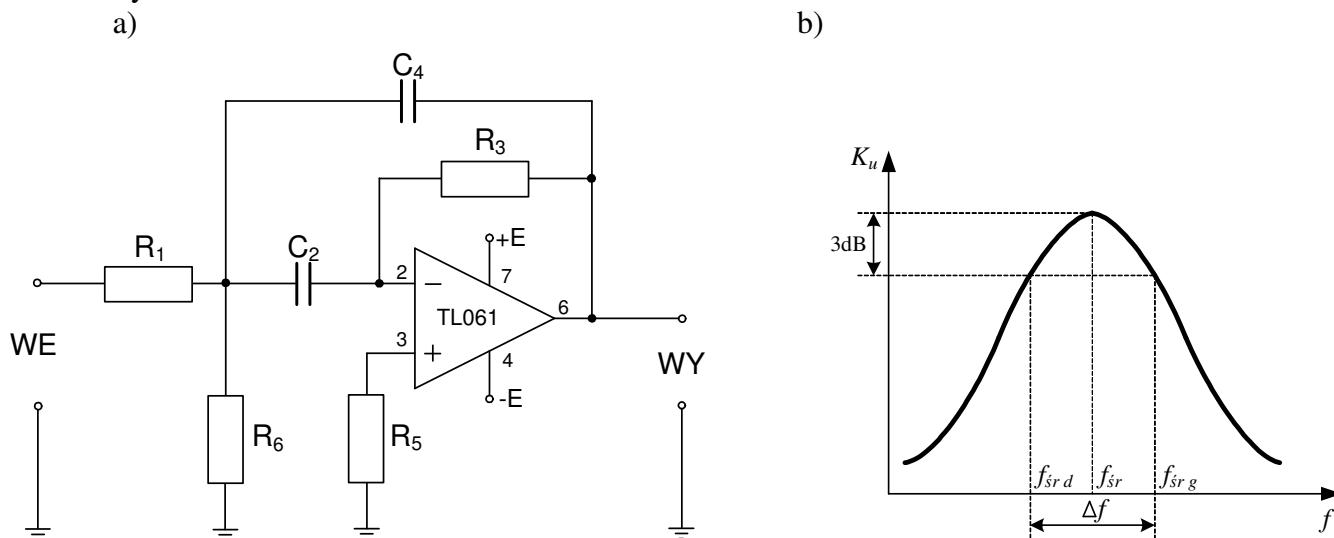 a)
b)
C4
R3
Ku
3dB
R1
C2
+E
2
7
−
6
TL061
WE
3
+
4
WY
-E
R6
R5
fśr d
fśr
fśr g
Δf
f